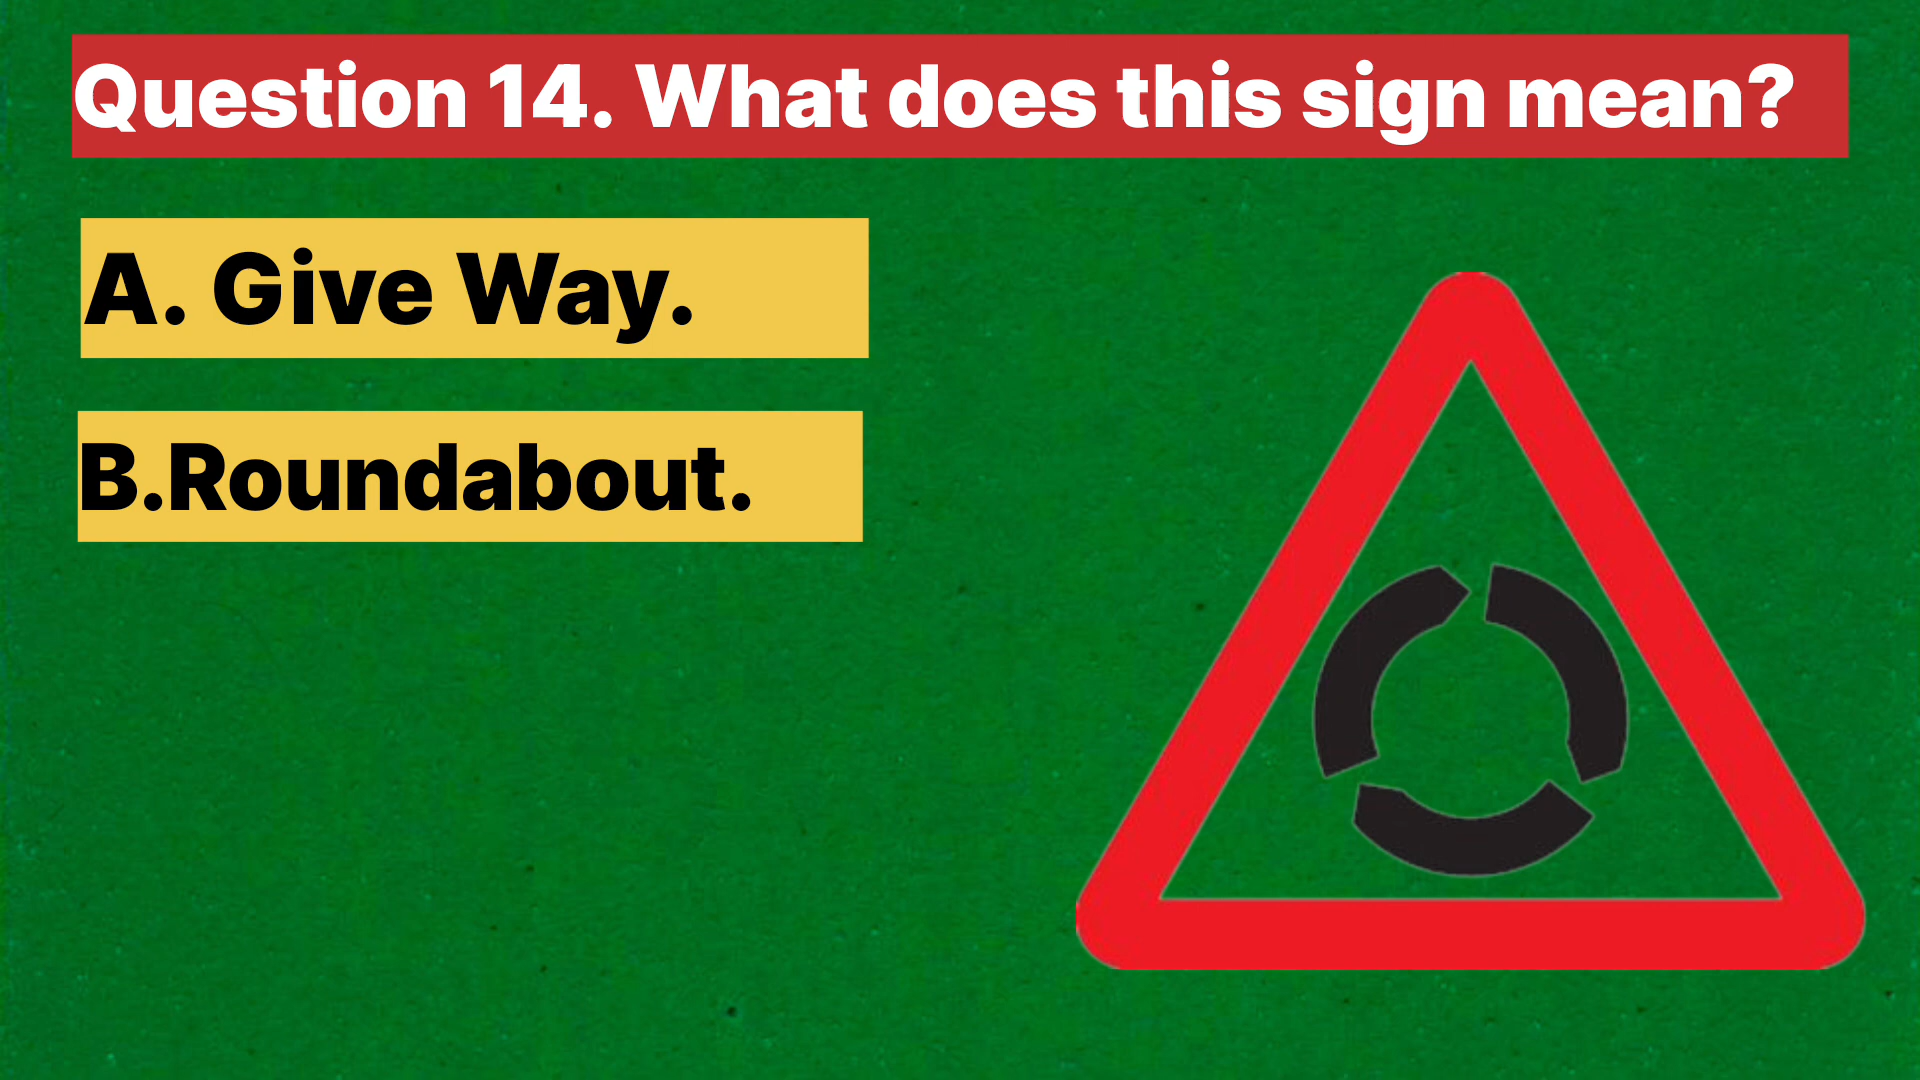 Question 14. What does this sign mean?
A. Give Way.
B.Roundabout.